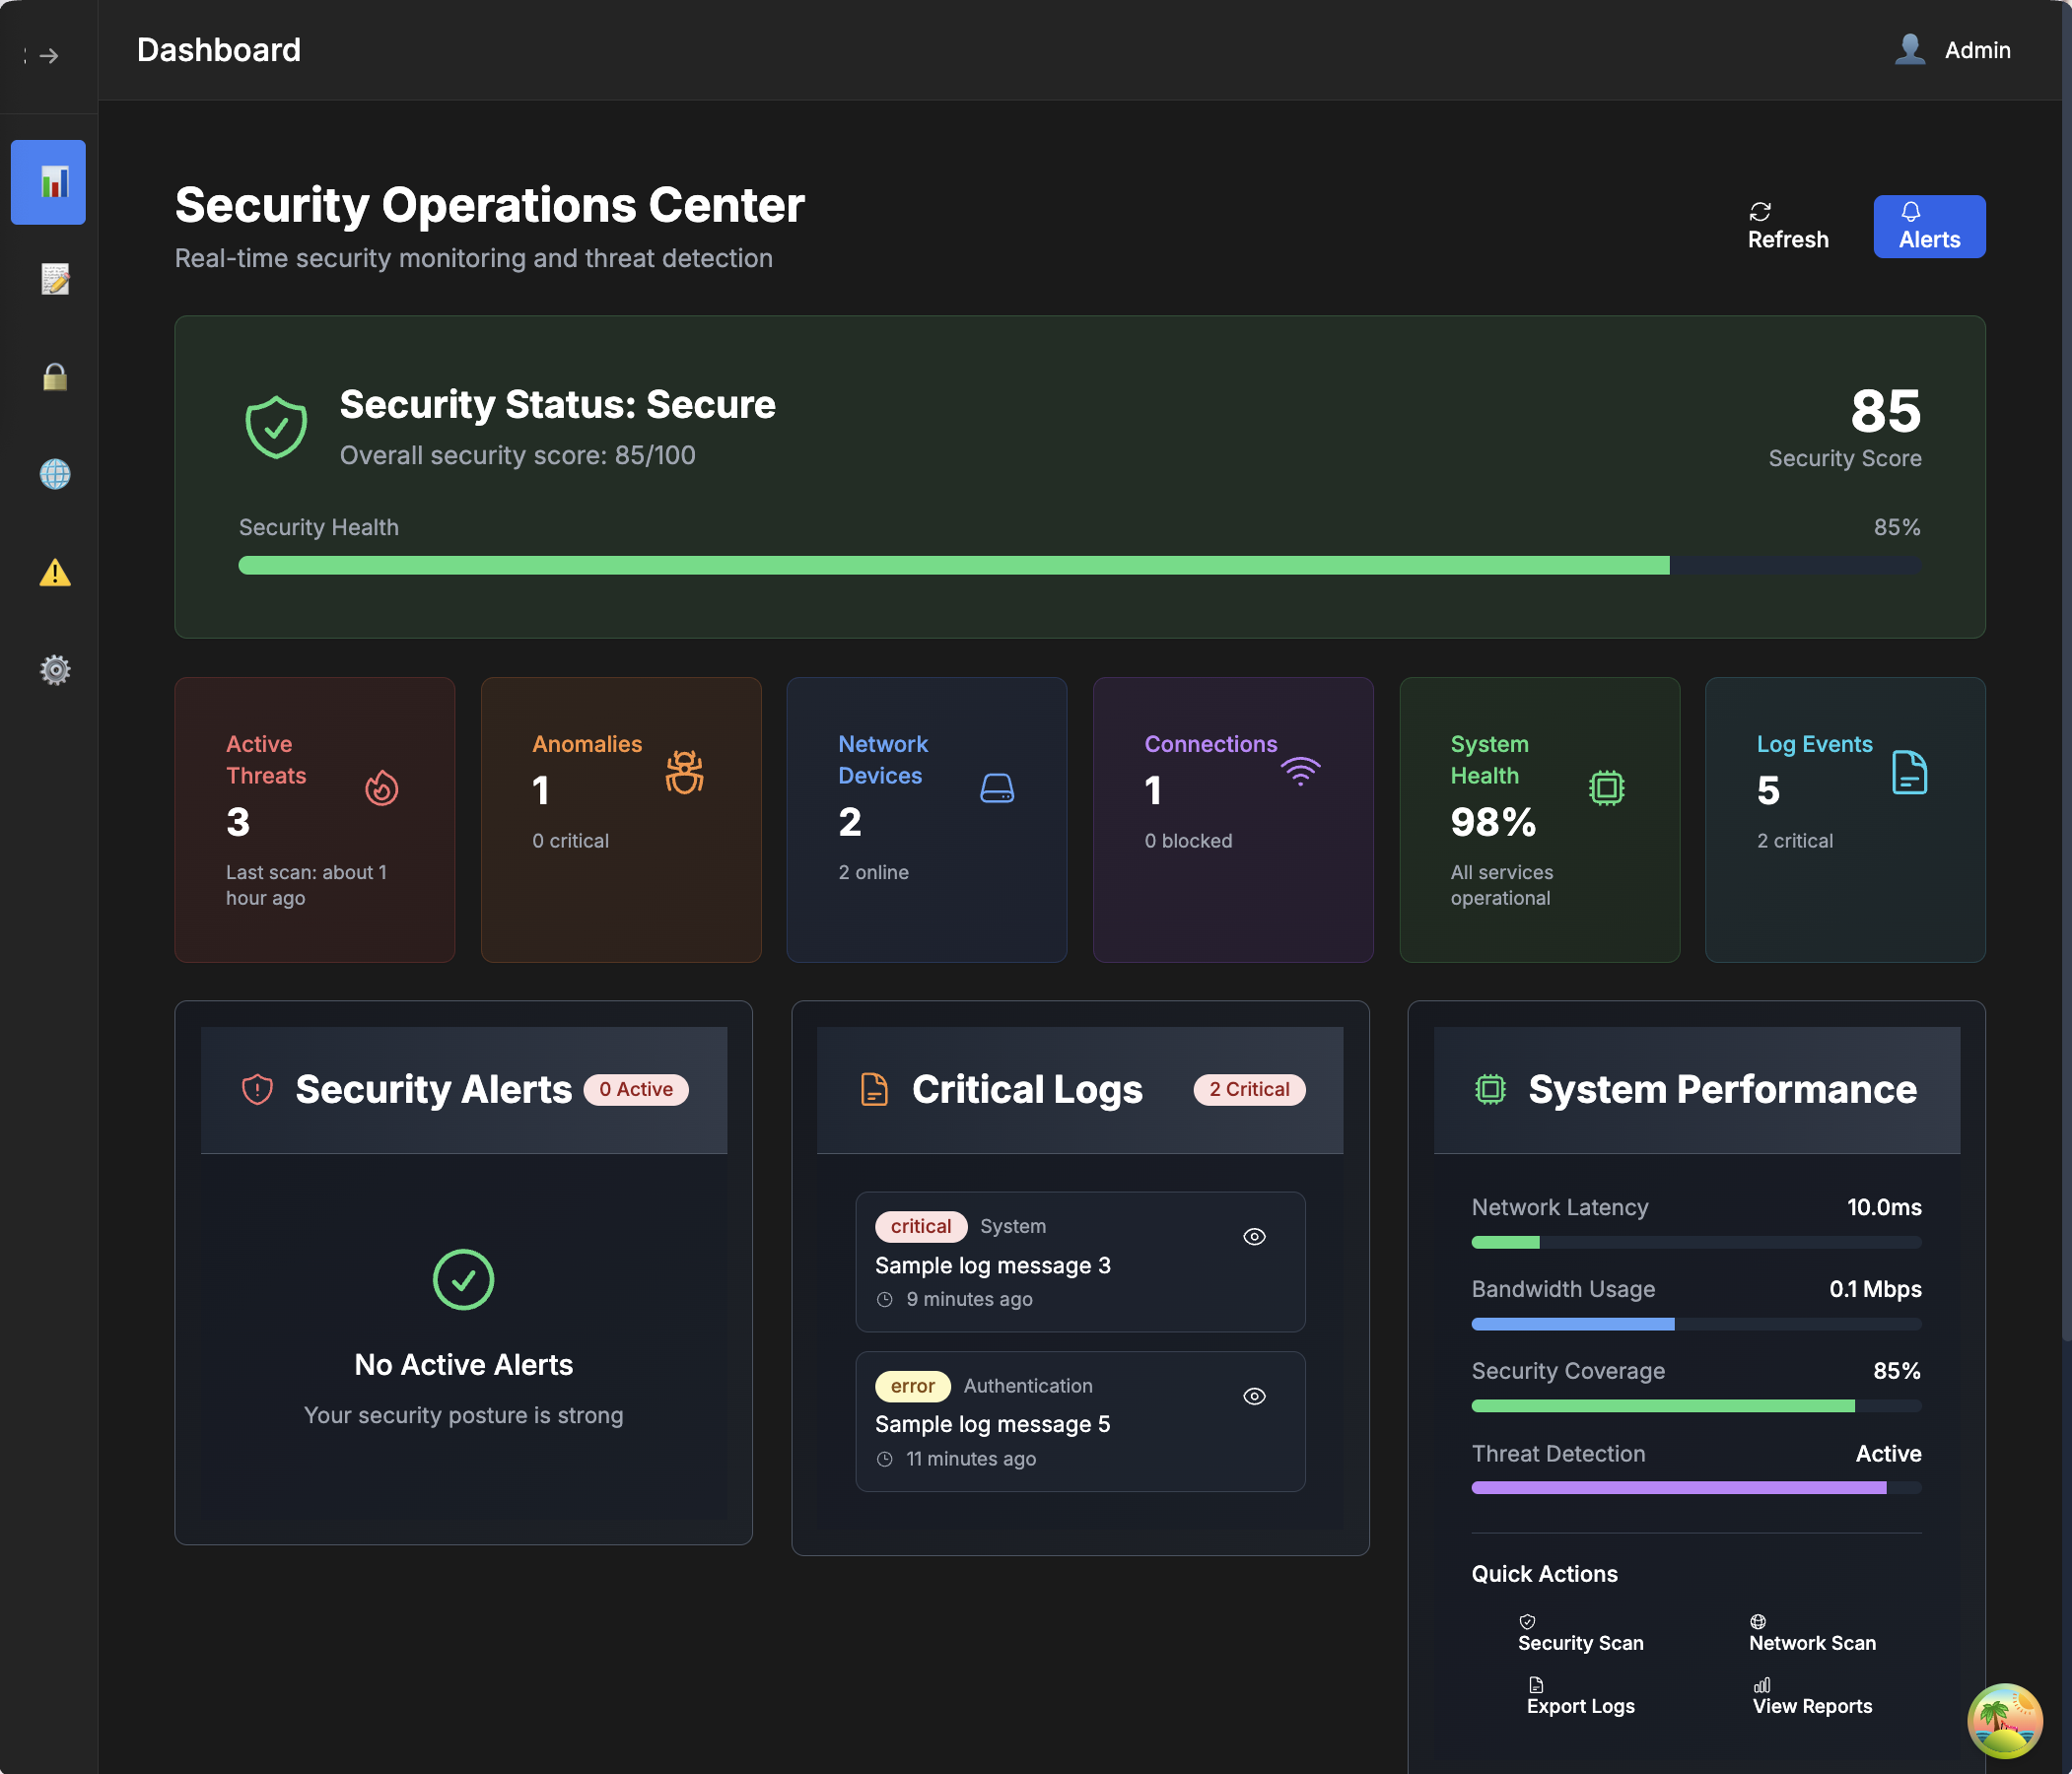 Dashboard
Admin
Security Operations Center
Real-time security monitoring and threat detection
Refresh
Alerts
Security Status: Secure
Overall security score: 85/100
85
Security Score
Security Health
85%
Active
Threats
3
Last scan: about 1
hour ago
Anomalies
1
0 critical
Network
Devices
2
2 online
Connections
1
0 blocked
System
Health
98%
All services
operational
Log Events
5
2 critical
Security Alerts
0 Active
No Active Alerts
Your security posture is strong
Critical Logs
2 Critical
critical System
Sample log message 3
9 minutes ago
error Authentication
Sample log message 5
11 minutes ago
System Performance
Network Latency 10.0ms
Bandwidth Usage 0.1 Mbps
Security Coverage 85%
Threat Detection Active
Quick Actions
Security Scan
Network Scan
Export Logs
View Reports